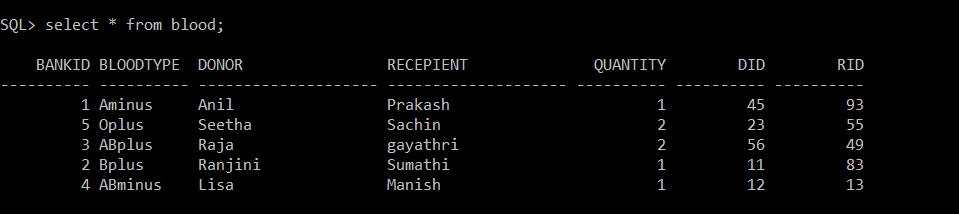 SQL> select * from blood;
BANKID BLOODTYPE DONOR RECEPIENT QUANTITY DID RID
---------- ---------- -------------------- -------------------- ---------- ---------- ----------
1 Aminus Anil Prakash 1 45 93
5 Oplus Seetha Sachin 2 23 55
3 ABplus Raja gayathri 2 56 49
2 Bplus Ranjini Sumathi 1 11 83
4 ABminus Lisa Manish 1 12 13